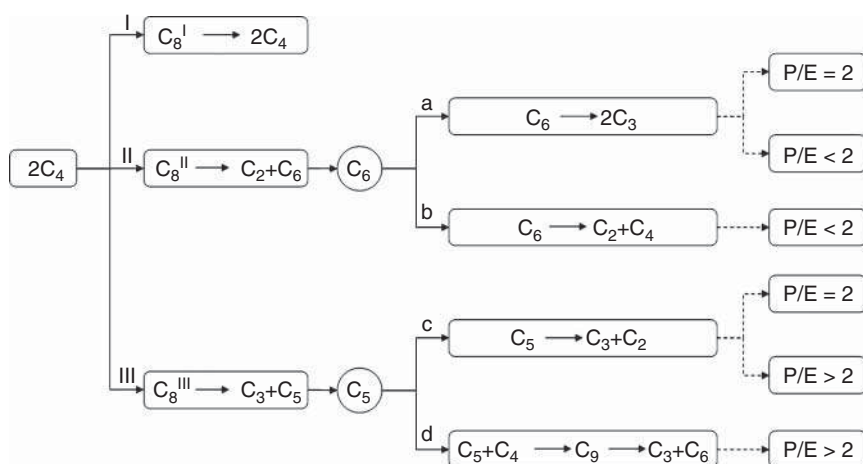 I
C₈ᴵ → 2C₄
P/E = 2
a
C₆ → 2C₃
P/E < 2
2C₄
II
C₈ᴵᴵ → C₂+C₆
C₆
b
C₆ → C₂+C₄
P/E < 2
P/E = 2
c
C₅ → C₃+C₂
P/E > 2
III
C₈ᴵᴵᴵ → C₃+C₅
C₅
d
C₅+C₄ → C₉ → C₃+C₆
P/E > 2